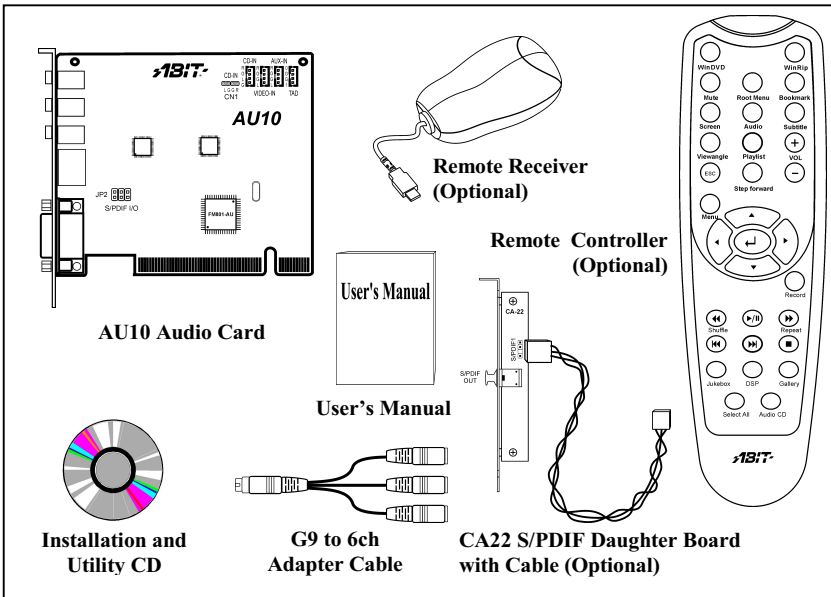 ABIT
CD-IN AUX-IN
CD-IN
L G G R
CN1
VIDEO-IN TAD
AU10
JP2
S/PDIF I/O
FM801-AU
AU10 Audio Card
Remote Receiver
(Optional)
Remote Controller
(Optional)
User's Manual
User's Manual
CA-22
S/PDIF1
S/PDIF
OUT
CA22 S/PDIF Daughter Board
with Cable (Optional)
Installation and
Utility CD
G9 to 6ch
Adapter Cable
WinDVD WinRip
Mute Root Menu Bookmark
Screen Audio Subtitle
Viewangle Playlist + VOL
ESC −
Step forward
Menu
Record
Shuffle Repeat
Jukebox DSP Gallery
Select All Audio CD
ABIT